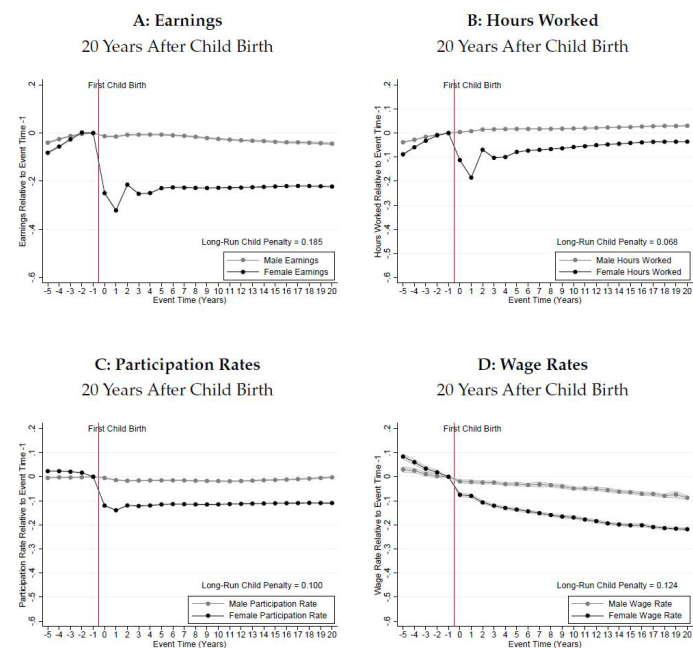 A: Earnings
20 Years After Child Birth
First Child Birth
Earnings Relative to Event Time -1
.2
0
-.2
-.4
-.6
Long-Run Child Penalty = 0.185
Male Earnings
Female Earnings
-5 -4 -3 -2 -1 0 1 2 3 4 5 6 7 8 9 10 11 12 13 14 15 16 17 18 19 20
Event Time (Years)
B: Hours Worked
20 Years After Child Birth
First Child Birth
Hours Worked Relative to Event Time -1
.2
.1
0
-.1
-.2
-.3
-.4
-.5
-.6
Long-Run Child Penalty = 0.068
Male Hours Worked
Female Hours Worked
-5 -4 -3 -2 -1 0 1 2 3 4 5 6 7 8 9 10 11 12 13 14 15 16 17 18 19 20
Event Time (Years)
C: Participation Rates
20 Years After Child Birth
First Child Birth
Participation Rate Relative to Event Time -1
.2
.1
0
-.1
-.2
-.3
-.4
-.5
-.6
Long-Run Child Penalty = 0.100
Male Participation Rate
Female Participation Rate
-5 -4 -3 -2 -1 0 1 2 3 4 5 6 7 8 9 10 11 12 13 14 15 16 17 18 19 20
Event Time (Years)
D: Wage Rates
20 Years After Child Birth
First Child Birth
Wage Rate Relative to Event Time -1
.2
.1
0
-.1
-.2
-.3
-.4
-.5
-.6
Long-Run Child Penalty = 0.124
Male Wage Rate
Female Wage Rate
-5 -4 -3 -2 -1 0 1 2 3 4 5 6 7 8 9 10 11 12 13 14 15 16 17 18 19 20
Event Time (Years)